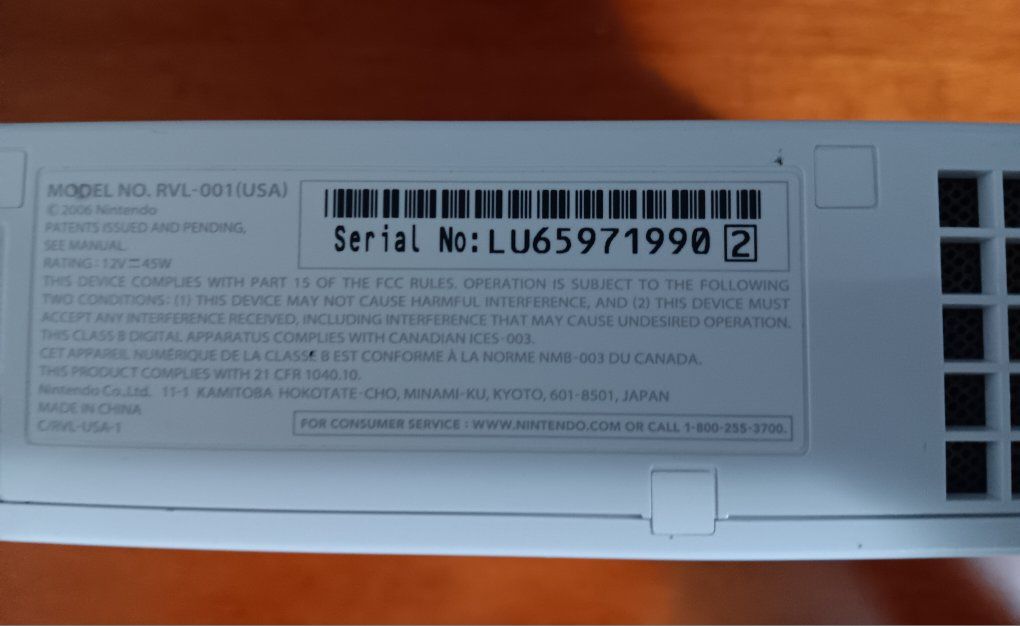 MODEL NO. RVL-001(USA)
© 2006 Nintendo
PATENTS ISSUED AND PENDING,
SEE MANUAL.
RATING : 12V⎓45W
Serial No:LU65971990 2
THIS DEVICE COMPLIES WITH PART 15 OF THE FCC RULES. OPERATION IS SUBJECT TO THE FOLLOWING
TWO CONDITIONS: (1) THIS DEVICE MAY NOT CAUSE HARMFUL INTERFERENCE, AND (2) THIS DEVICE MUST
ACCEPT ANY INTERFERENCE RECEIVED, INCLUDING INTERFERENCE THAT MAY CAUSE UNDESIRED OPERATION.
THIS CLASS B DIGITAL APPARATUS COMPLIES WITH CANADIAN ICES-003.
CET APPAREIL NUMÉRIQUE DE LA CLASSE B EST CONFORME À LA NORME NMB-003 DU CANADA.
THIS PRODUCT COMPLIES WITH 21 CFR 1040.10.
Nintendo Co.,Ltd. 11-1 KAMITOBA HOKOTATE-CHO, MINAMI-KU, KYOTO, 601-8501, JAPAN
MADE IN CHINA
C/RVL-USA-1
FOR CONSUMER SERVICE : WWW.NINTENDO.COM OR CALL 1-800-255-3700.